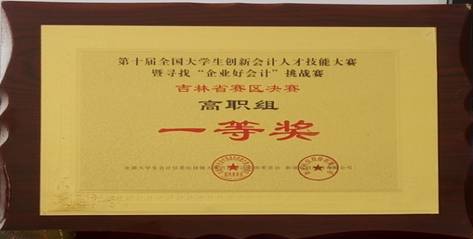 第十届全国大学生创新会计人才技能大赛
暨寻找“企业好会计”挑战赛
吉林省赛区决赛
高职组
一等奖